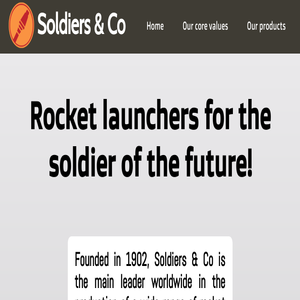 Soldiers & Co Home Our core values Our products
Rocket launchers for the
soldier of the future!
Founded in 1902, Soldiers & Co is
the main leader worldwide in the